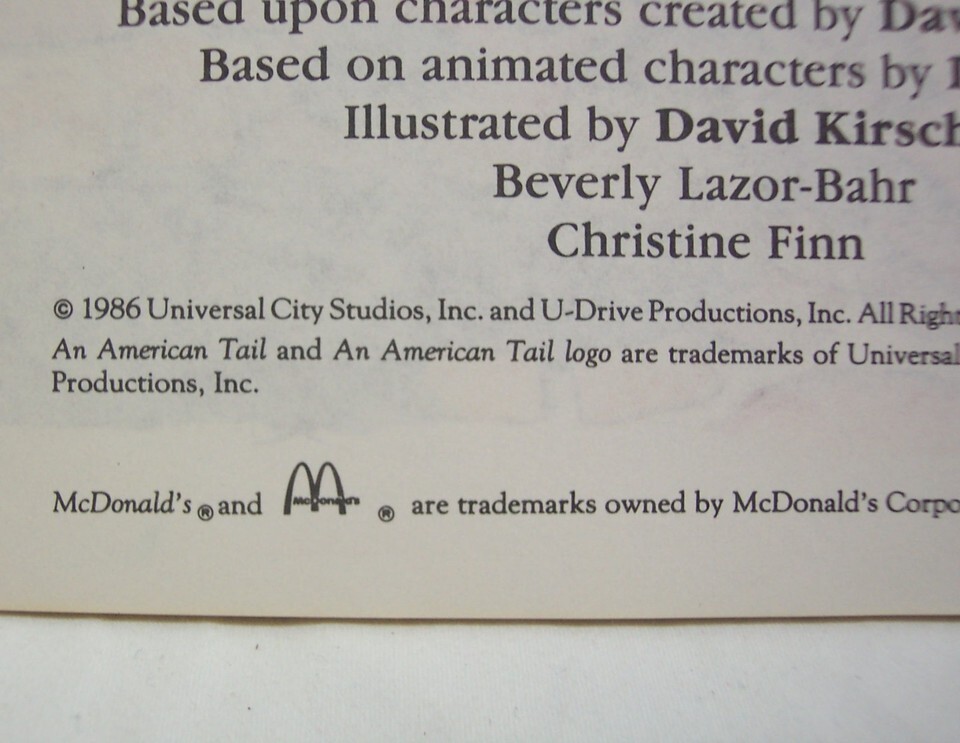 Based upon characters created by
Based on animated characters by
Illustrated by David
Beverly Lazor-Bahr
Christine Finn
© 1986 Universal City Studios, Inc. and U-Drive Productions, Inc. All
An American Tail and An American Tail logo are trademarks of Universal
Productions, Inc.
McDonald's ® and McDonald's ® are trademarks owned by McDonald's